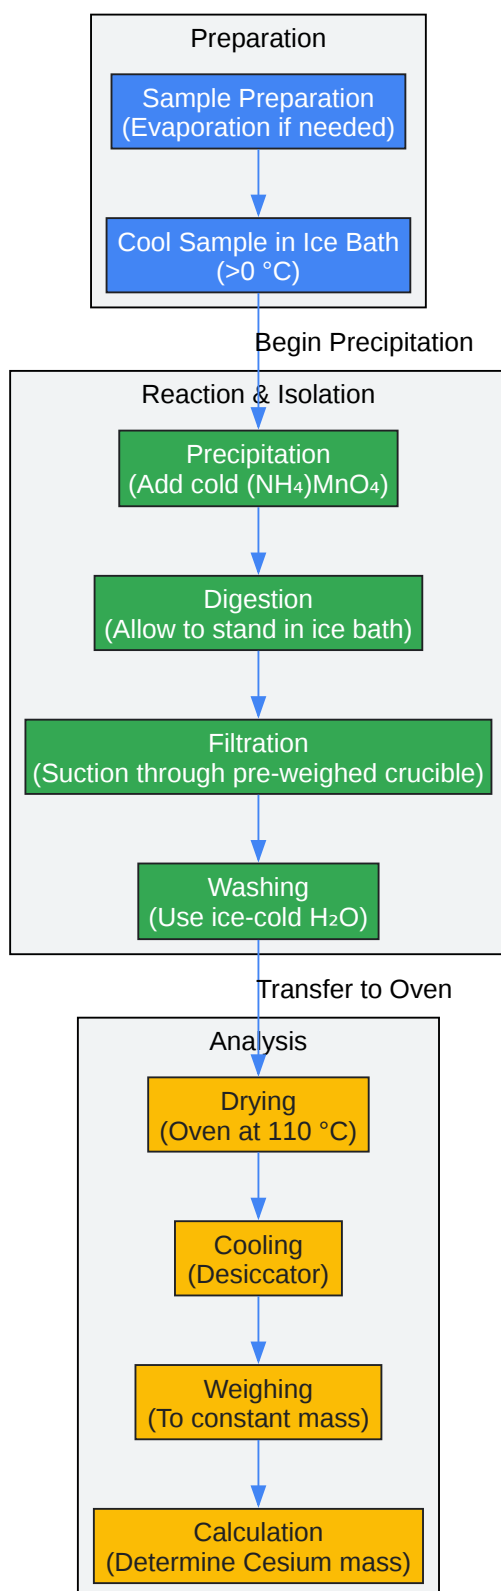 Preparation
Sample Preparation
(Evaporation if needed)
Cool Sample in Ice Bath
(>0 °C)
Begin Precipitation
Reaction & Isolation
Precipitation
(Add cold (NH₄)MnO₄)
Digestion
(Allow to stand in ice bath)
Filtration
(Suction through pre-weighed crucible)
Washing
(Use ice-cold H₂O)
Transfer to Oven
Analysis
Drying
(Oven at 110 °C)
Cooling
(Desiccator)
Weighing
(To constant mass)
Calculation
(Determine Cesium mass)